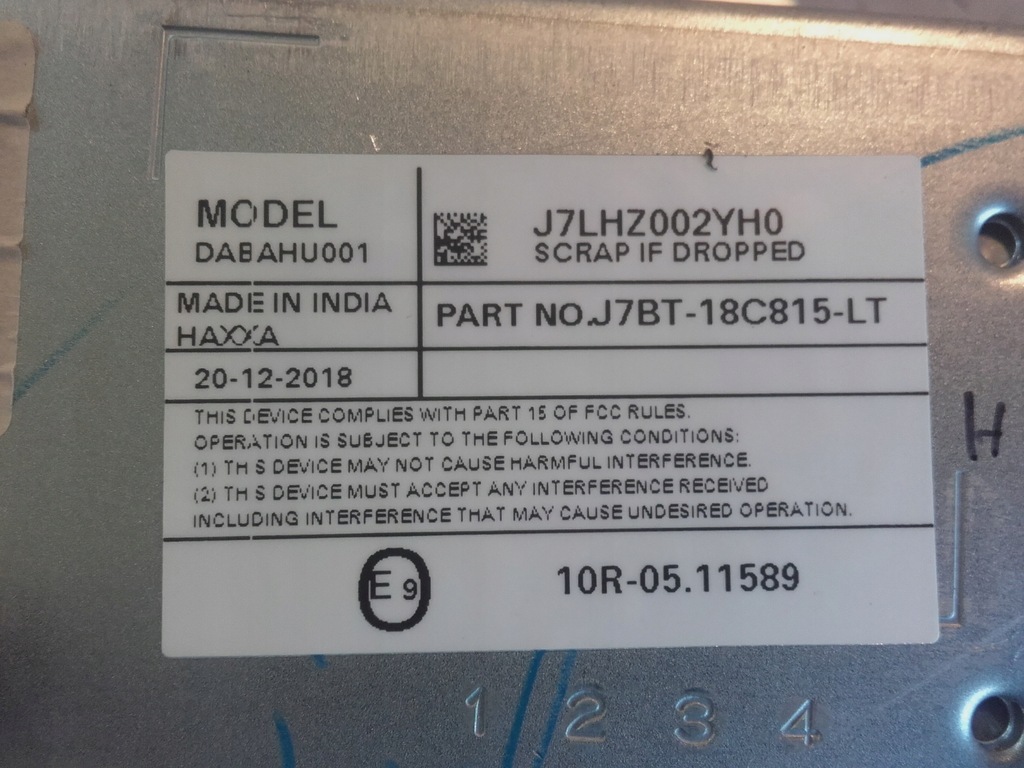 MODEL
DABAHU001
J7LHZ002YH0
SCRAP IF DROPPED
MADE IN INDIA
HAXXA
PART NO.J7BT-18C815-LT
20-12-2018
THIS DEVICE COMPLIES WITH PART 15 OF FCC RULES.
OPERATION IS SUBJECT TO THE FOLLOWING CONDITIONS:
(1) THIS DEVICE MAY NOT CAUSE HARMFUL INTERFERENCE.
(2) THIS DEVICE MUST ACCEPT ANY INTERFERENCE RECEIVED
INCLUDING INTERFERENCE THAT MAY CAUSE UNDESIRED OPERATION.
E 9
10R-05.11589
H
1 2 3 4